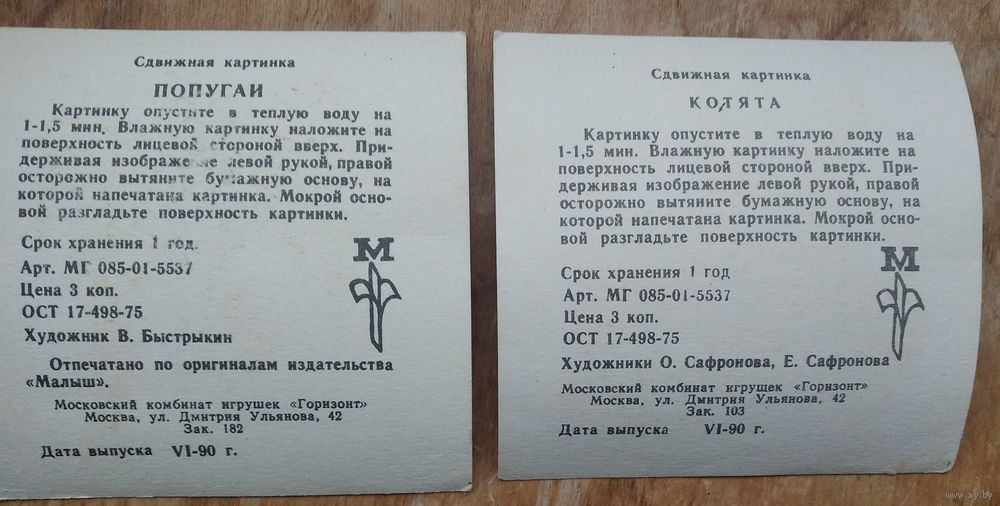 Сдвижная картинка
ПОПУГАИ
Картинку опустите в теплую воду на
1-1,5 мин. Влажную картинку наложите на
поверхность лицевой стороной вверх. При-
держивая изображе  ие левой рукой, правой
осторожно вытяните бумажную основу, на
которой напечатана картинка. Мокрой осно-
вой разгладьте поверхность картинки.
Срок хранения 1 год.
Арт. МГ 085-01-5537
Цена 3 коп.
ОСТ 17-498-75
Художник В. Быстрыкин
М
Отпечатано по оригиналам издательства
«Малыш».
Московский комбинат игрушек «Горизонт»
Москва, ул. Дмитрия Ульянова, 42
Зак. 182
Дата выпуска VI-90 г.
Сдвижная картинка
КОТЯТА
Картинку опустите в теплую воду на
1-1,5 мин. Влажную картинку наложите на
поверхность лицевой стороной вверх. При-
держивая изображение левой рукой, правой
осторожно вытяните бумажную основу, на
которой напечатана картинка. Мокрой осно-
вой разгладьте поверхность картинки.
Срок хранения 1 год
Арт. МГ 085-01-5537
Цена 3 коп.
ОСТ 17-498-75
М
Художники О. Сафронова, Е. Сафронова
Московский комбинат игрушек «Горизонт»
Москва, ул. Дмитрия Ульянова, 42
Зак. 103
Дата выпуска VI-90 г.
www.ay.by